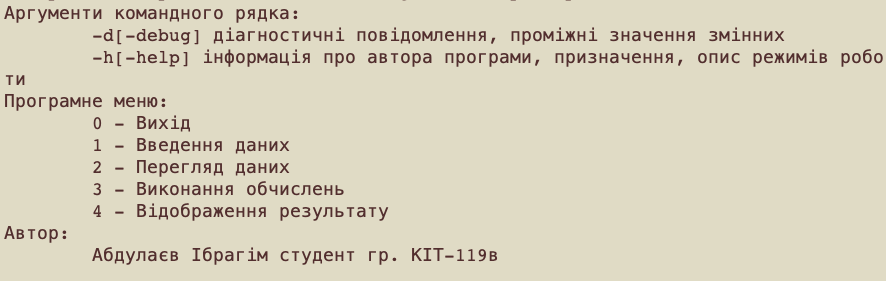 Аргументи командного рядка:
-d[-debug] діагностичні повідомлення, проміжні значення змінних
-h[-help] інформація про автора програми, призначення, опис режимів робо
ти
Програмне меню:
0 - Вихід
1 - Введення даних
2 - Перегляд даних
3 - Виконання обчислень
4 - Відображення результату
Автор:
Абдулаєв Ібрагім студент гр. КІТ-119в